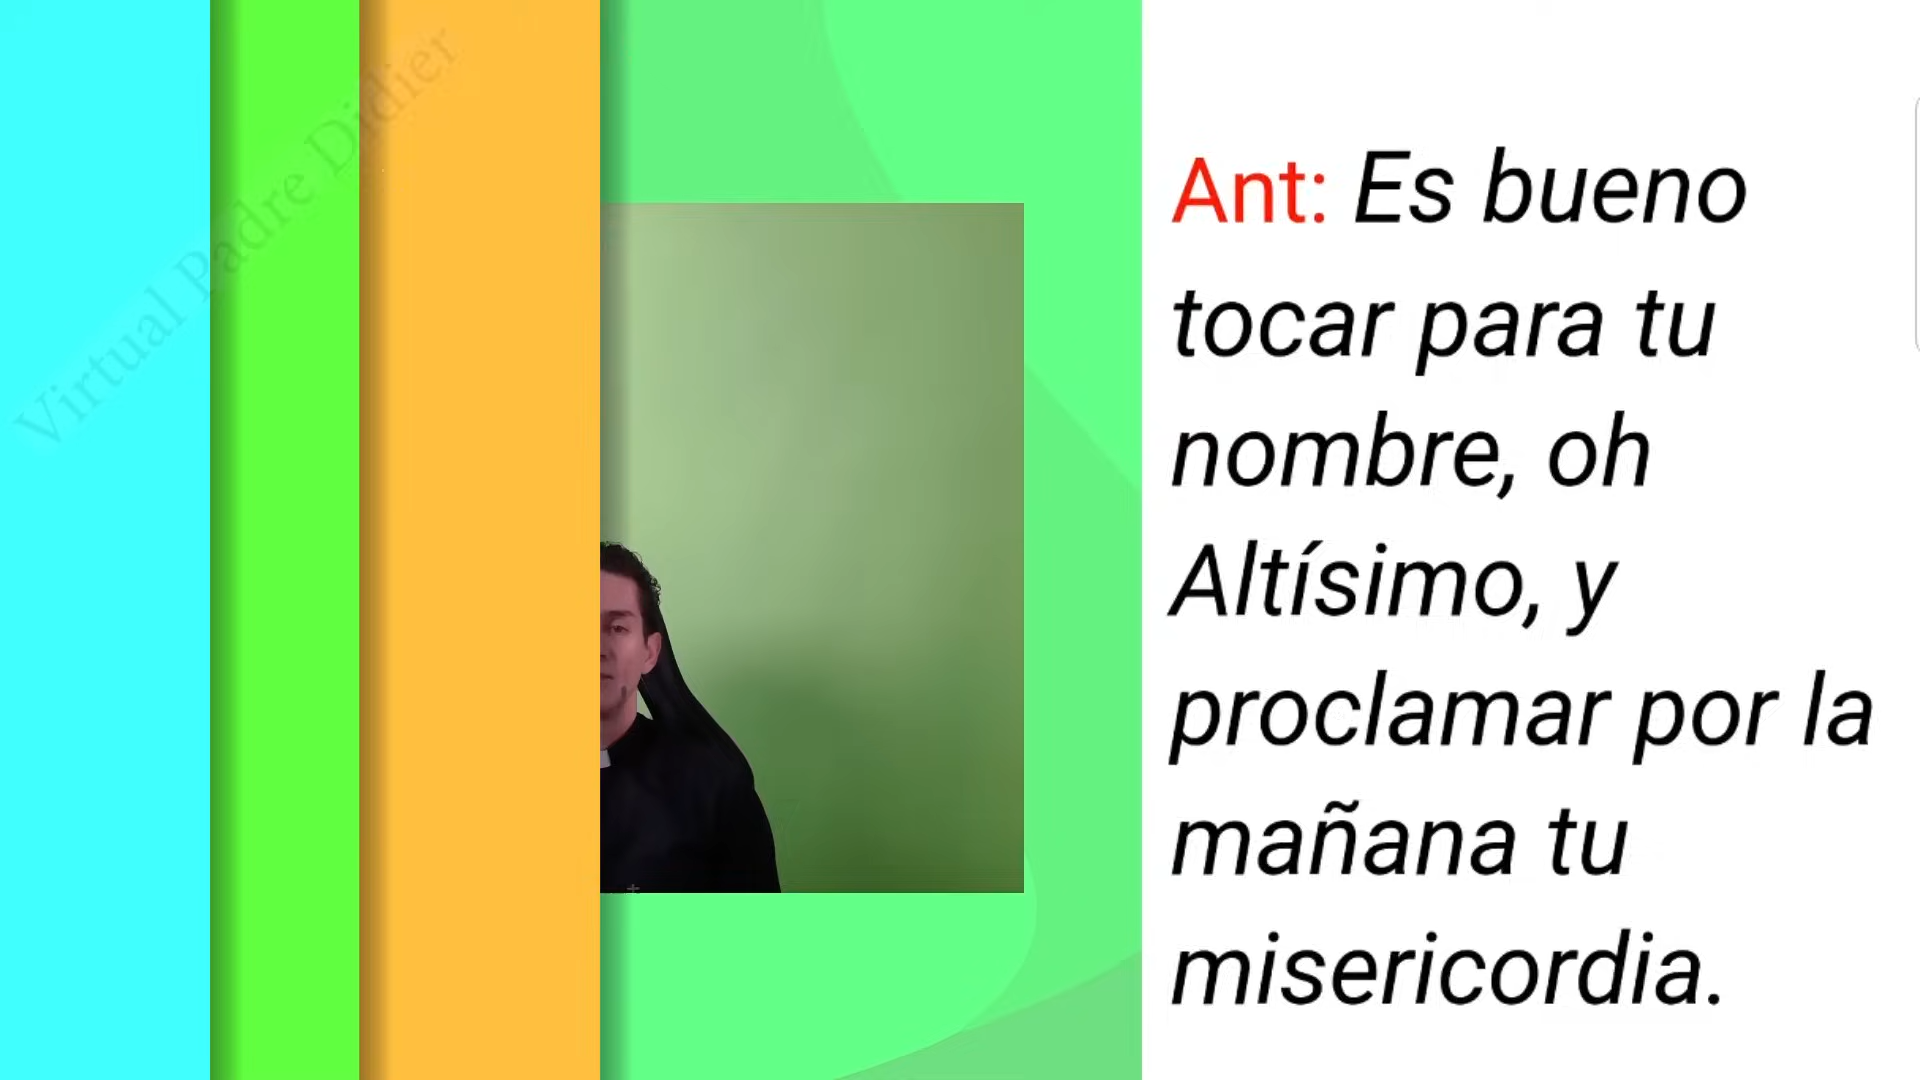 Virtual Padre Didier
Ant: Es bueno
tocar para tu
nombre, oh
Altísimo, y
proclamar por la
mañana tu
misericordia.